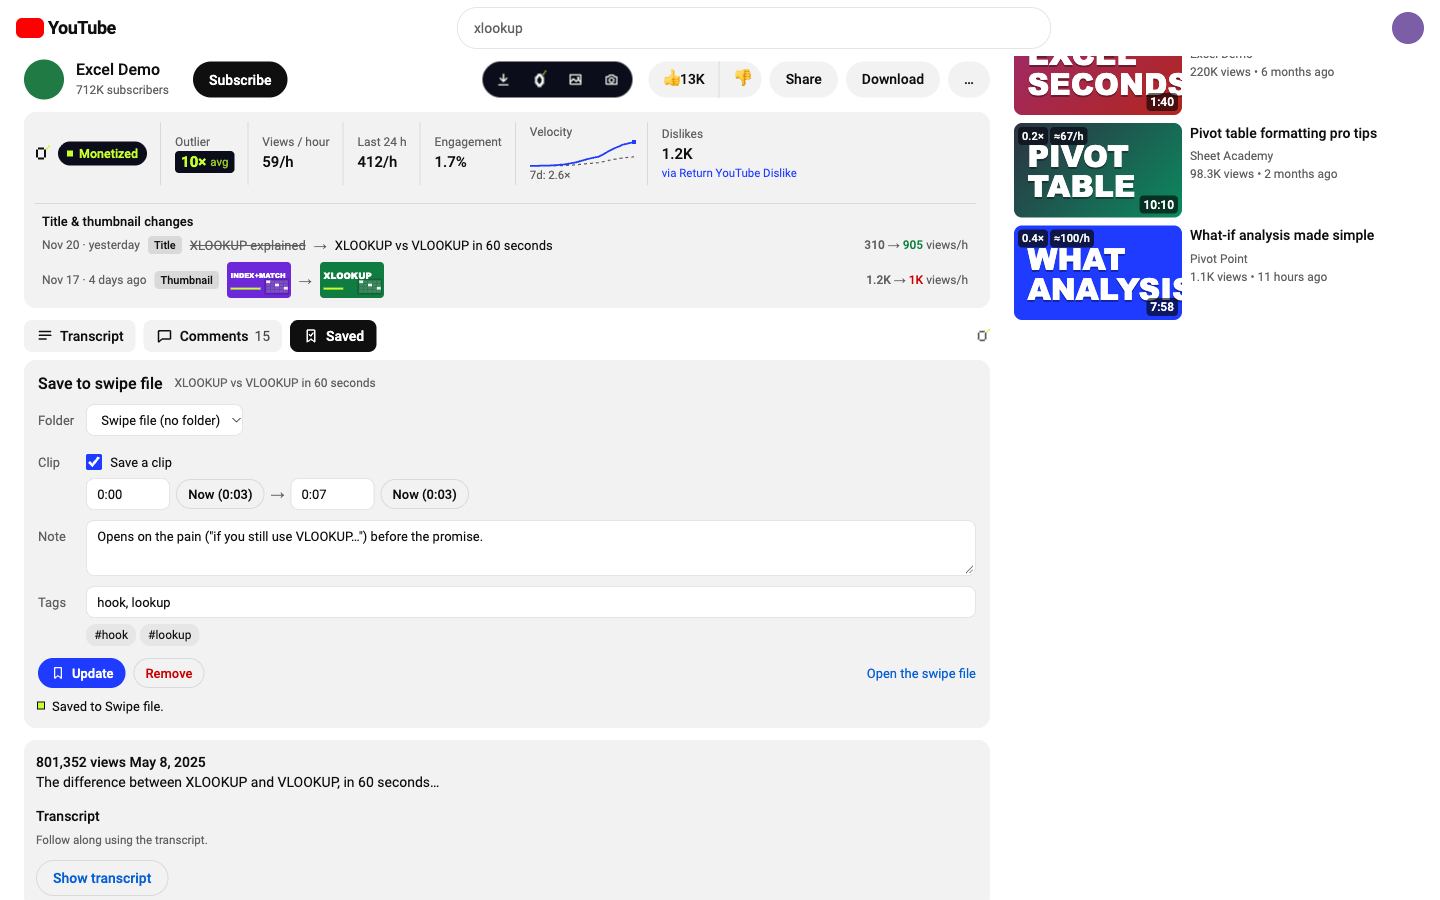 YouTube
xlookup
Excel Demo
712K subscribers
Subscribe
13K
Share
Download
...
Monetized
Outlier
10× avg
Views / hour
59/h
Last 24 h
412/h
Engagement
1.7%
Velocity
7d: 2.6×
Dislikes
1.2K
via Return YouTube Dislike
Title & thumbnail changes
Nov 20 · yesterday Title XLOOKUP explained → XLOOKUP vs VLOOKUP in 60 seconds 310 → 905 views/h
Nov 17 · 4 days ago Thumbnail INDEX+MATCH → XLOOKUP 1.2K → 1K views/h
Transcript
Comments 15
Saved
Save to swipe file XLOOKUP vs VLOOKUP in 60 seconds
Folder Swipe file (no folder)
Clip Save a clip
0:00 Now (0:03) → 0:07 Now (0:03)
Note Opens on the pain ("if you still use VLOOKUP…") before the promise.
Tags hook, lookup
#hook #lookup
Update Remove Open the swipe file
Saved to Swipe file.
801,352 views May 8, 2025
The difference between XLOOKUP and VLOOKUP, in 60 seconds…
Transcript
Follow along using the transcript.
Show transcript
EXCEL
SECONDS
1:40
Excel Demo
220K views • 6 months ago
0.2× ≈67/h
PIVOT
TABLE
10:10
Pivot table formatting pro tips
Sheet Academy
98.3K views • 2 months ago
0.4× ≈100/h
WHAT
ANALYSIS
7:58
What-if analysis made simple
Pivot Point
1.1K views • 11 hours ago